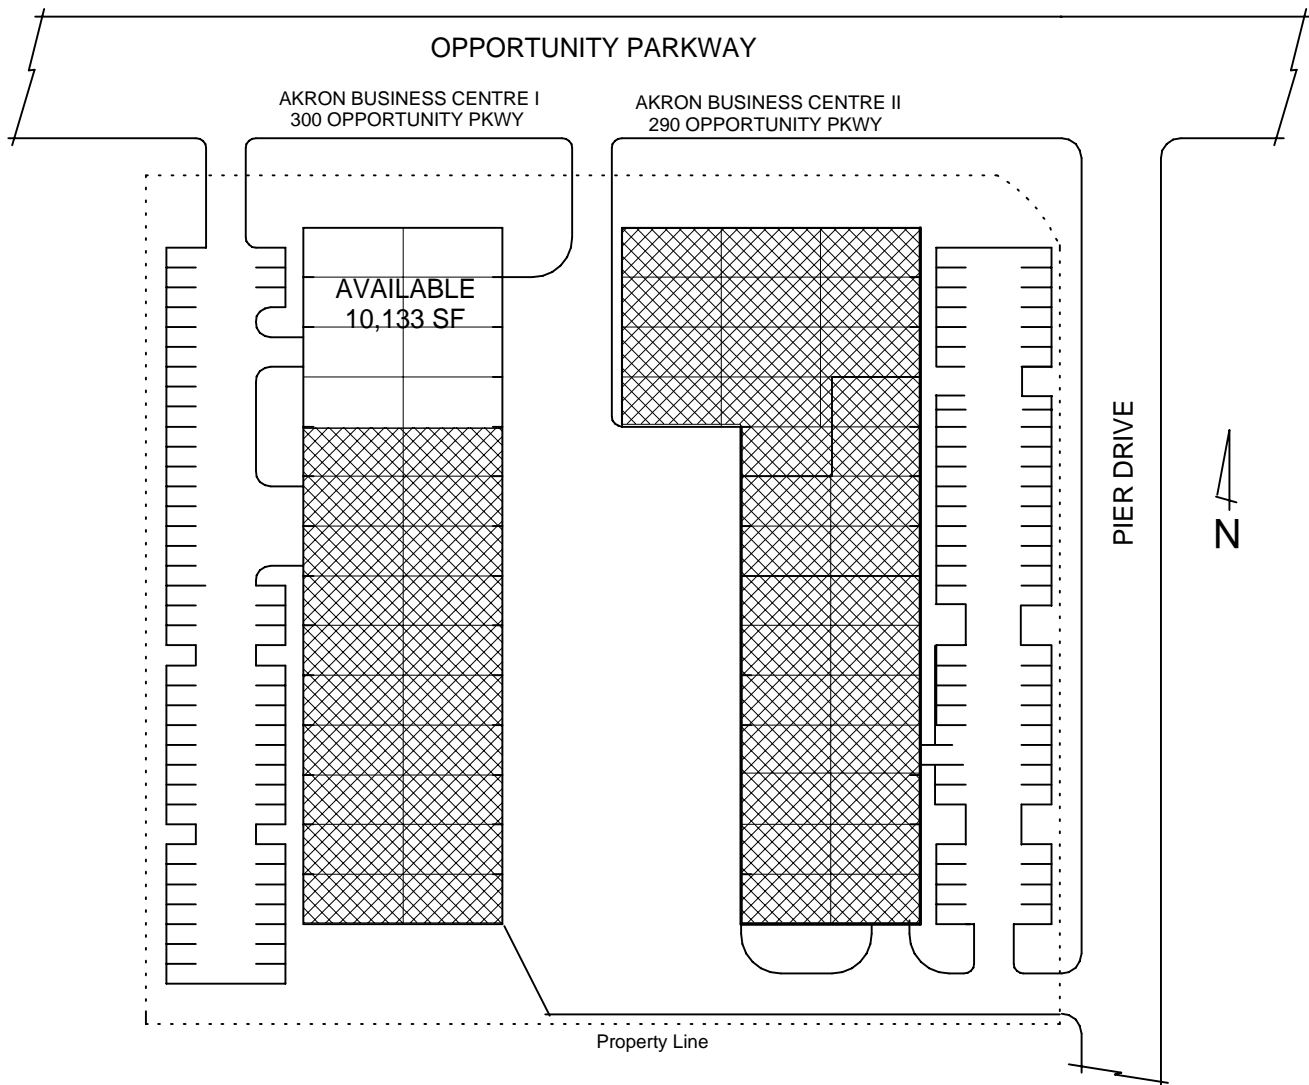 OPPORTUNITY PARKWAY
AKRON BUSINESS CENTRE I
300 OPPORTUNITY PKWY
AKRON BUSINESS CENTRE II
290 OPPORTUNITY PKWY
AVAILABLE
10,133 SF
PIER DRIVE
N
Property Line